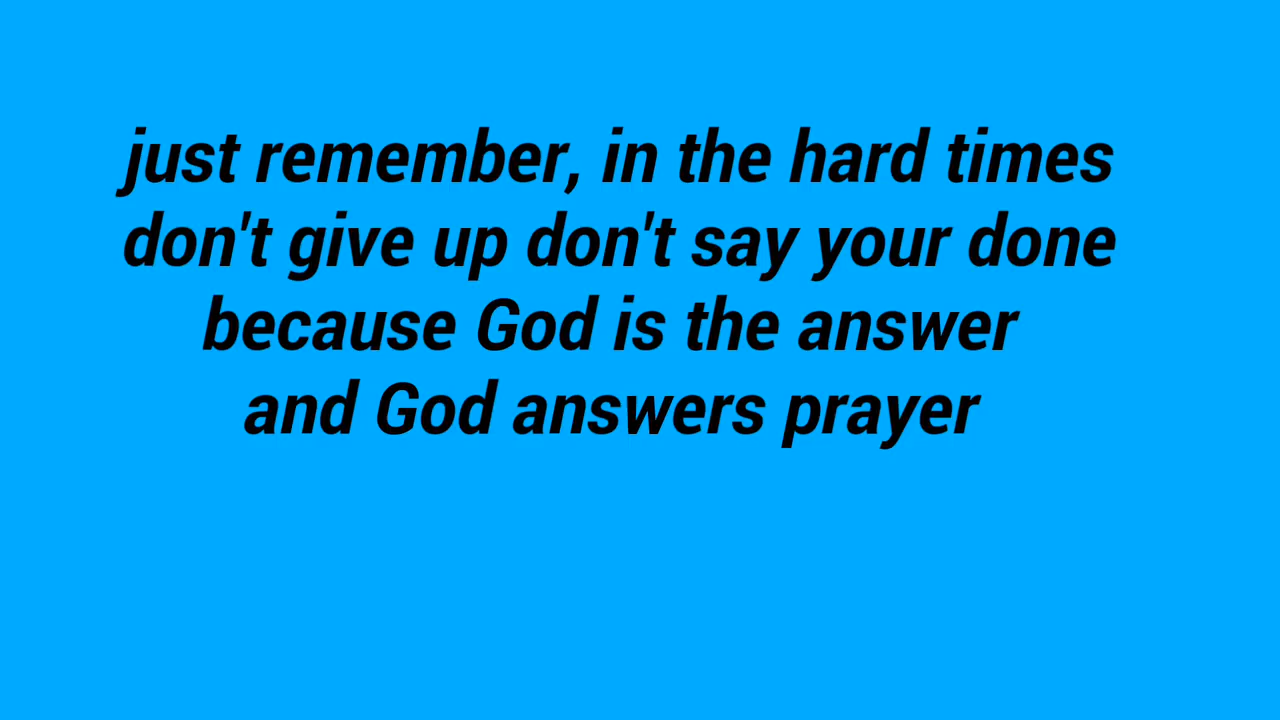 just remember, in the hard times
don't give up don't say your done
because God is the answer
and God answers prayer